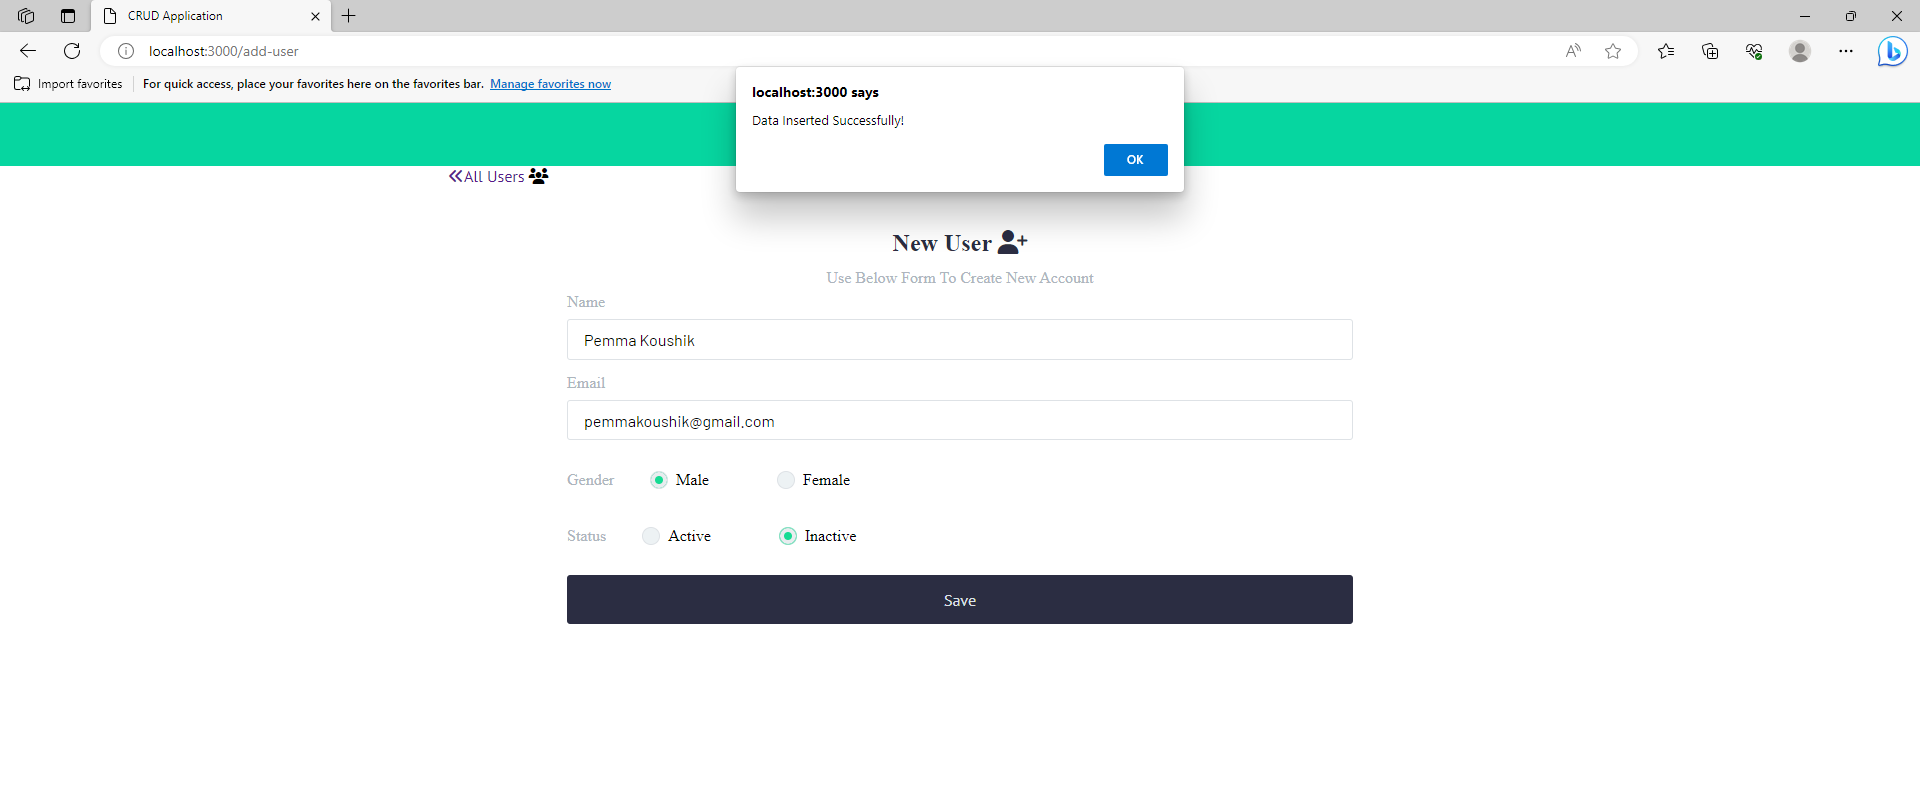 CRUD Application
localhost:3000/add-user
Import favorites
For quick access, place your favorites here on the favorites bar. Manage favorites now
localhost:3000 says
Data Inserted Successfully!
OK
All Users
New User
Use Below Form To Create New Account
Name
Pemma Koushik
Email
pemmakoushik@gmail.com
Gender Male Female
Status Active Inactive
Save